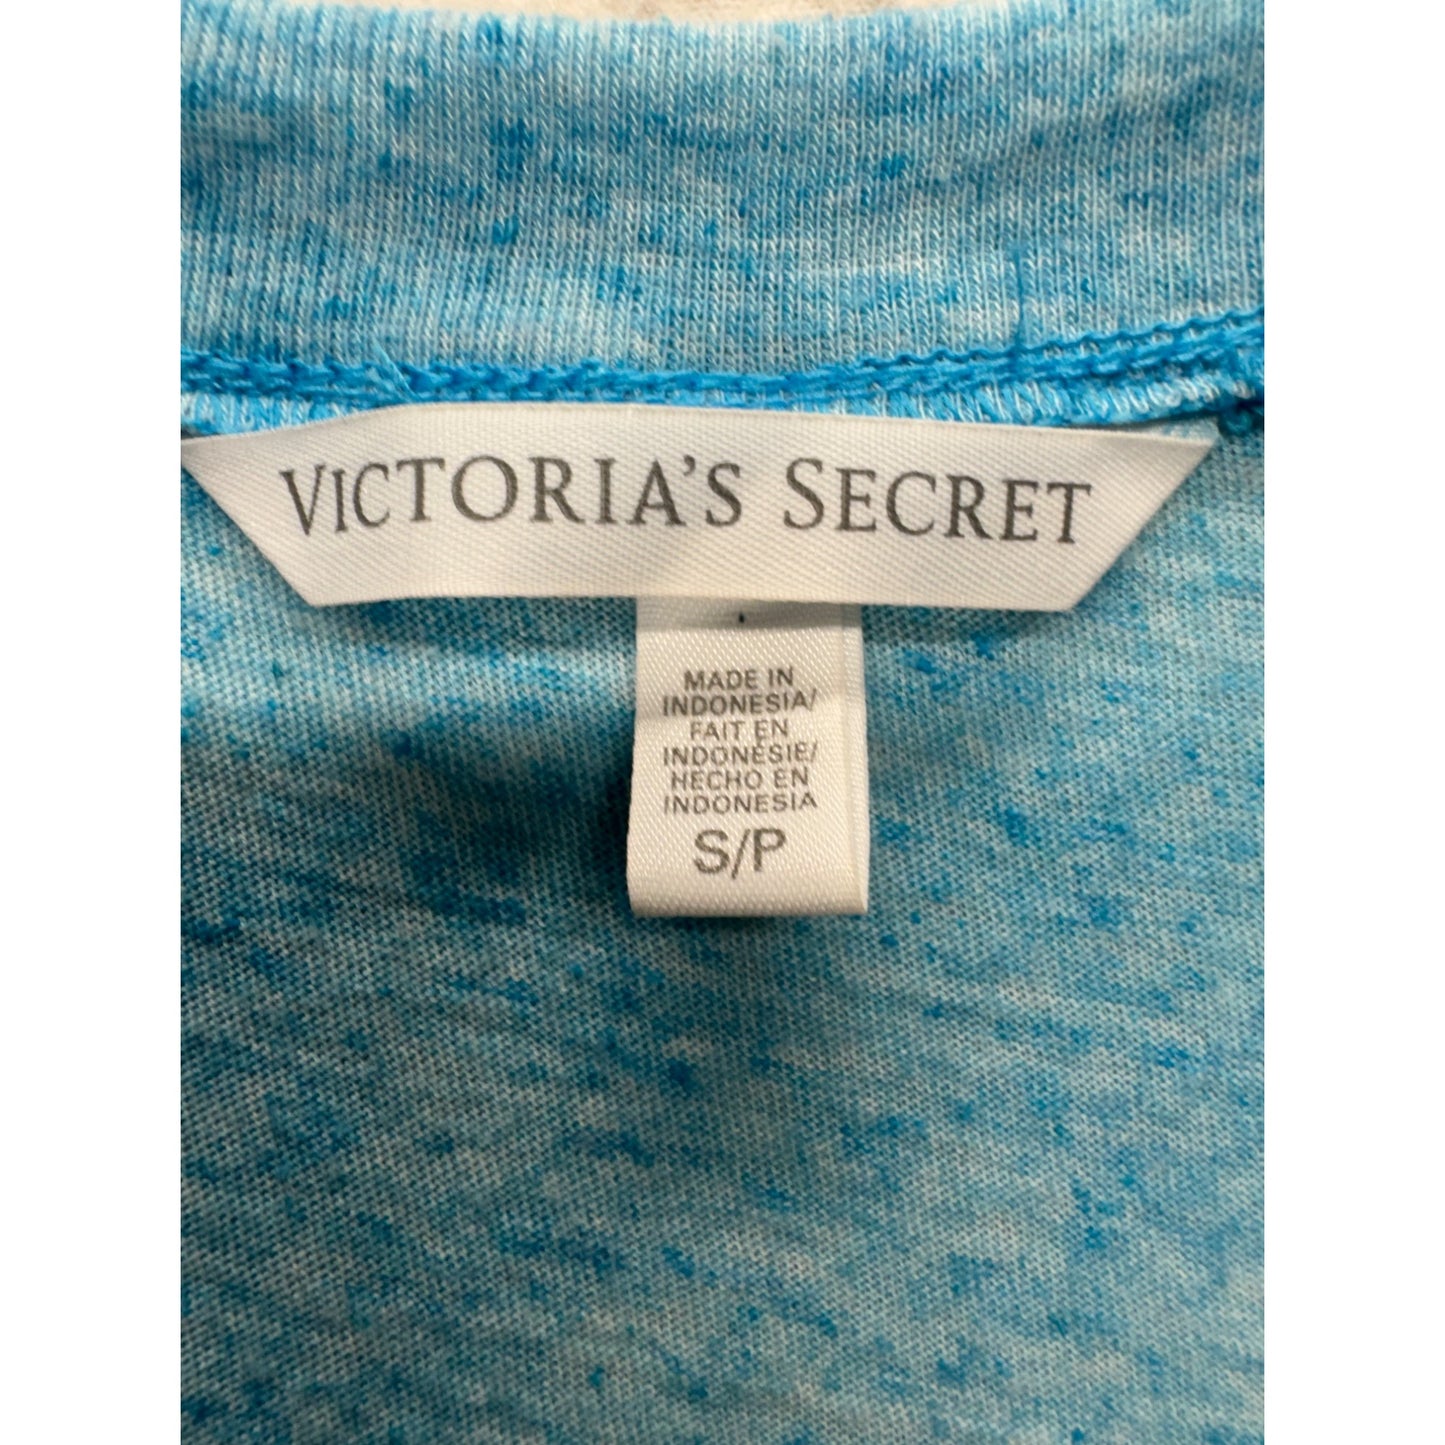 VICTORIA'S SECRET
MADE IN
INDONESIA/
FAIT EN
INDONÉSIE/
HECHO EN
INDONESIA
S/P